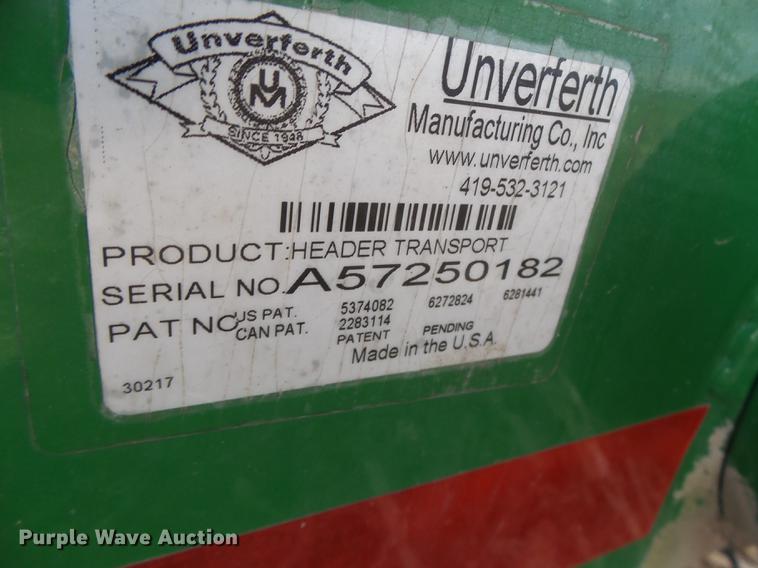 Unverferth
UM
SINCE 1948
Unverferth
Manufacturing Co., Inc
www.unverferth.com
419-532-3121
PRODUCT:HEADER TRANSPORT
SERIAL NO.A57250182
PAT NO US PAT. 5374082 6272824 6281441
CAN PAT. 2283114
PATENT PENDING
Made in the U.S.A.
30217
Purple Wave Auction